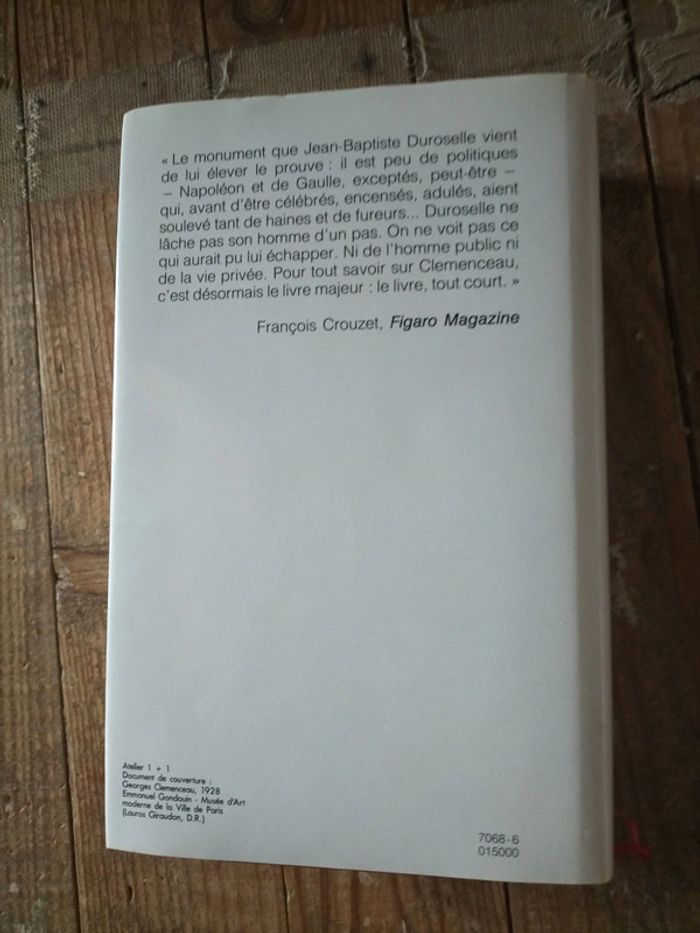 « Le monument que Jean-Baptiste Duroselle vient
de lui élever le prouve : il est peu de politiques
– Napoléon et de Gaulle, exceptés, peut-être –
qui, avant d'être célébrés, encensés, adulés, aient
soulevé tant de haines et de fureurs... Duroselle ne
lâche pas son homme d'un pas. On ne voit pas ce
qui aurait pu lui échapper. Ni de l'homme public ni
de la vie privée. Pour tout savoir sur Clemenceau,
c'est désormais le livre majeur : le livre, tout court. »
François Crouzet, Figaro Magazine
Atelier 1 + 1
Document de couverture :
Georges Clemenceau, 1928
Emmanuel Gondouin - Musée d'Art
moderne de la Ville de Paris
(Lauros Giraudon, D.R.)
7068-6
015000